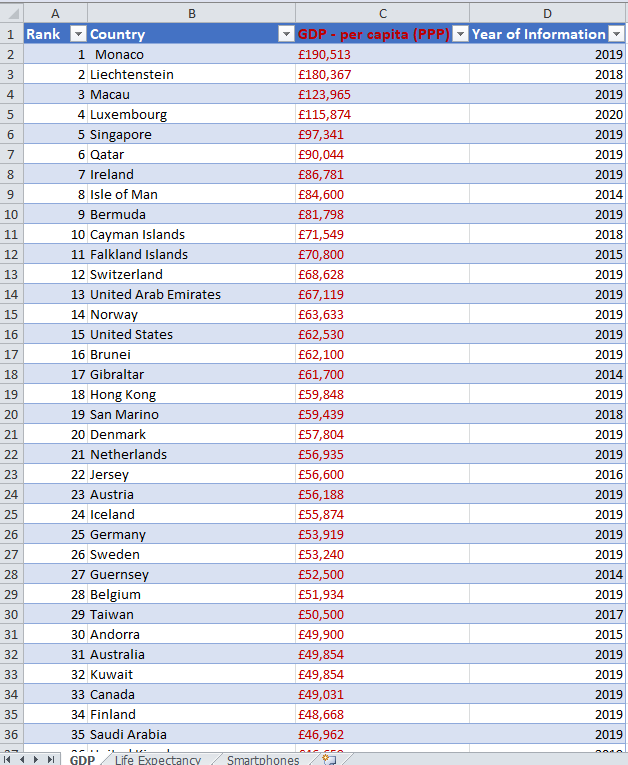 A B C D
1 Rank Country GDP - per capita (PPP) Year of Information
2 1 Monaco £190,513 2019
3 2 Liechtenstein £180,367 2018
4 3 Macau £123,965 2019
5 4 Luxembourg £115,874 2020
6 5 Singapore £97,341 2019
7 6 Qatar £90,044 2019
8 7 Ireland £86,781 2019
9 8 Isle of Man £84,600 2014
10 9 Bermuda £81,798 2019
11 10 Cayman Islands £71,549 2018
12 11 Falkland Islands £70,800 2015
13 12 Switzerland £68,628 2019
14 13 United Arab Emirates £67,119 2019
15 14 Norway £63,633 2019
16 15 United States £62,530 2019
17 16 Brunei £62,100 2019
18 17 Gibraltar £61,700 2014
19 18 Hong Kong £59,848 2019
20 19 San Marino £59,439 2018
21 20 Denmark £57,804 2019
22 21 Netherlands £56,935 2019
23 22 Jersey £56,600 2016
24 23 Austria £56,188 2019
25 24 Iceland £55,874 2019
26 25 Germany £53,919 2019
27 26 Sweden £53,240 2019
28 27 Guernsey £52,500 2014
29 28 Belgium £51,934 2019
30 29 Taiwan £50,500 2017
31 30 Andorra £49,900 2015
32 31 Australia £49,854 2019
33 32 Kuwait £49,854 2019
34 33 Canada £49,031 2019
35 34 Finland £48,668 2019
36 35 Saudi Arabia £46,962 2019
GDP Life Expectancy Smartphones